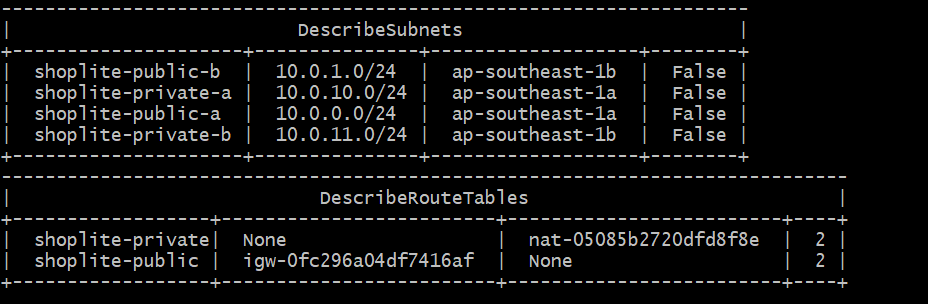 ---------------------------------------------------------------------
|                          DescribeSubnets                          |
+---------------------+---------------+-------------------+--------+
|  shoplite-public-b  |  10.0.1.0/24  |  ap-southeast-1b  |  False |
|  shoplite-private-a |  10.0.10.0/24 |  ap-southeast-1a  |  False |
|  shoplite-public-a  |  10.0.0.0/24  |  ap-southeast-1a  |  False |
|  shoplite-private-b |  10.0.11.0/24 |  ap-southeast-1b  |  False |
+---------------------+---------------+-------------------+--------+
------------------------------------------------------------------------------
|                            DescribeRouteTables                            |
+------------------+-------------------------+-------------------------+----+
|  shoplite-private|  None                   |  nat-05085b2720dfd8f8e  |  2 |
|  shoplite-public |  igw-0fc296a04df7416af  |  None                   |  2 |
+------------------+-------------------------+-------------------------+----+